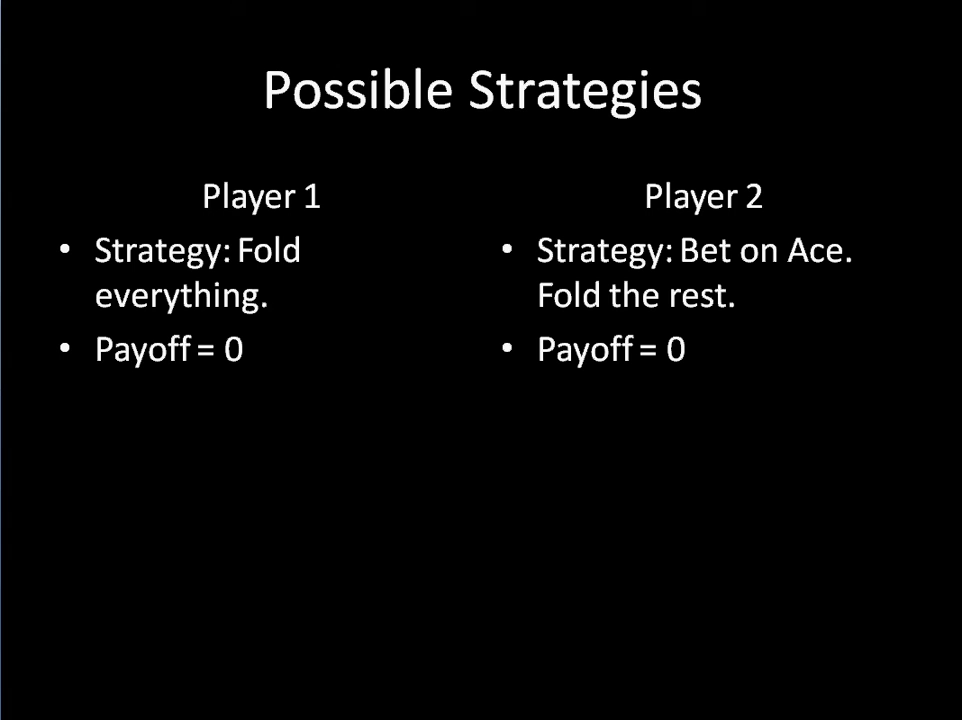 Possible Strategies
Player 1
• Strategy: Fold
everything.
• Payoff = 0
Player 2
• Strategy: Bet on Ace.
Fold the rest.
• Payoff = 0